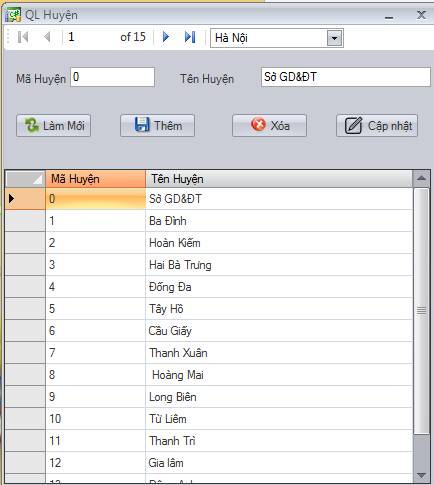 QL Huyện
1 of 15 Hà Nội
Mã Huyện 0 Tên Huyện Sở GD&ĐT
Làm Mới Thêm Xóa Cập nhật
Mã Huyện Tên Huyện
0 Sở GD&ĐT
1 Ba Đình
2 Hoàn Kiếm
3 Hai Bà Trưng
4 Đống Đa
5 Tây Hồ
6 Cầu Giấy
7 Thanh Xuân
8 Hoàng Mai
9 Long Biên
10 Từ Liêm
11 Thanh Trì
12 Gia lâm